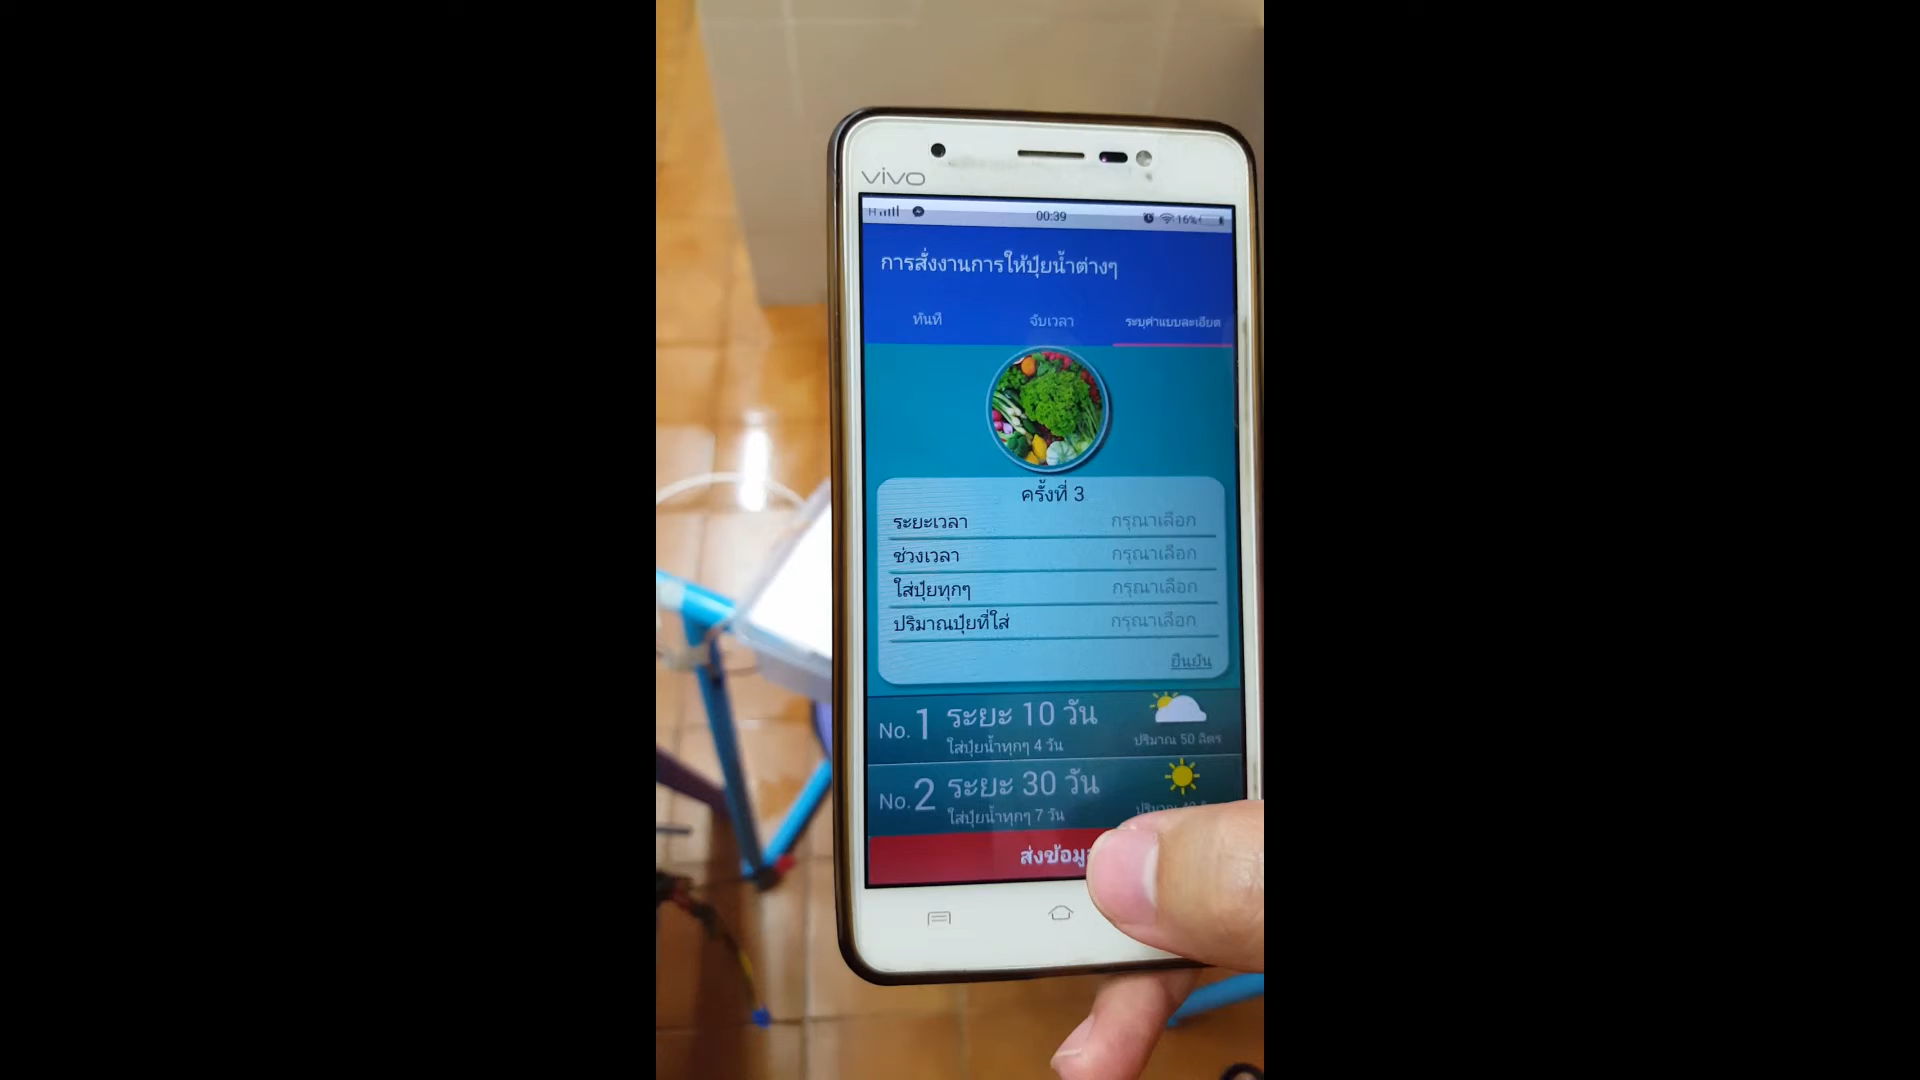 vivo
H
00:39
16%
การสั่งงานการให้ปุ๋ยน้ำต่างๆ
ทันที
จับเวลา
ระบุค่าแบบละเอียด
ครั้งที่ 3
ระยะเวลา กรุณาเลือก
ช่วงเวลา กรุณาเลือก
ใส่ปุ๋ยทุกๆ กรุณาเลือก
ปริมาณปุ๋ยที่ใส่ กรุณาเลือก
ยืนยัน
No. 1 ระยะ 10 วัน
ใส่ปุ๋ยน้ำทุกๆ 4 วัน
ปริมาณ 50 ลิตร
No. 2 ระยะ 30 วัน
ใส่ปุ๋ยน้ำทุกๆ 7 วัน